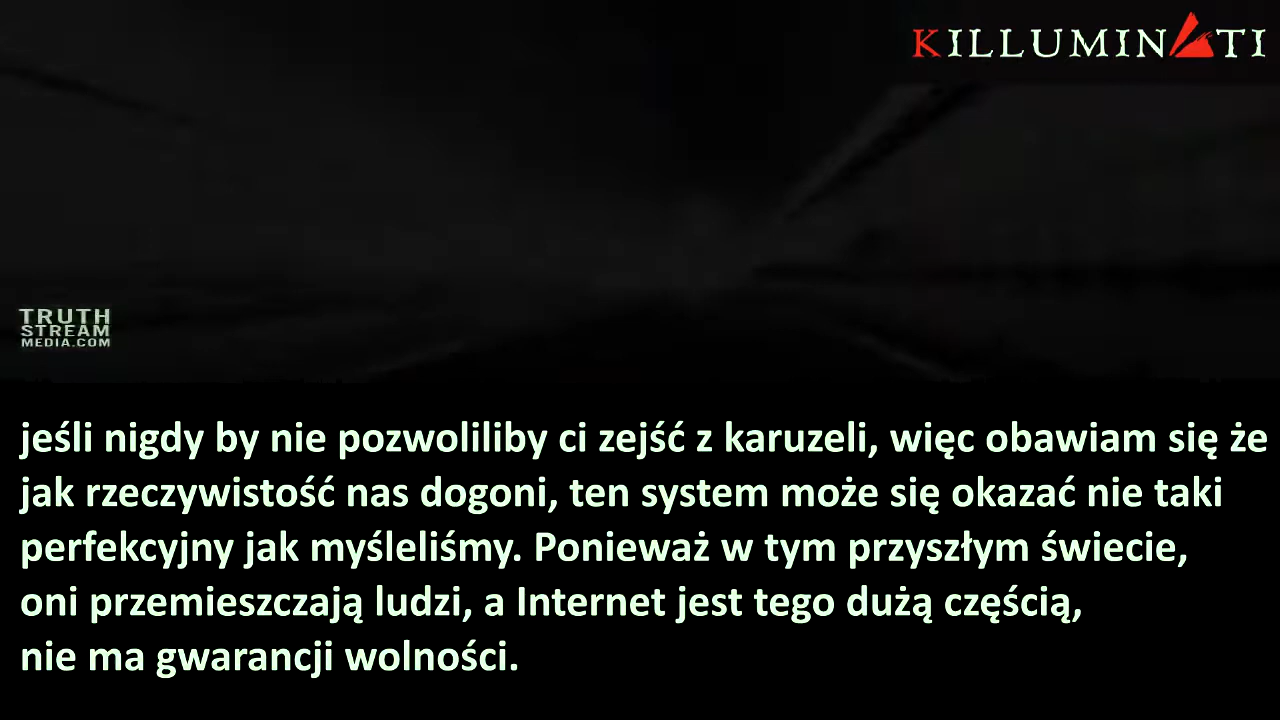 KILLUMINATI
TRUTH
STREAM
MEDIA.COM
jeśli nigdy by nie pozwoliliby ci zejść z karuzeli, więc obawiam się że
jak rzeczywistość nas dogoni, ten system może się okazać nie taki
perfekcyjny jak myśleliśmy. Ponieważ w tym przyszłym świecie,
oni przemieszczają ludzi, a Internet jest tego dużą częścią,
nie ma gwarancji wolności.